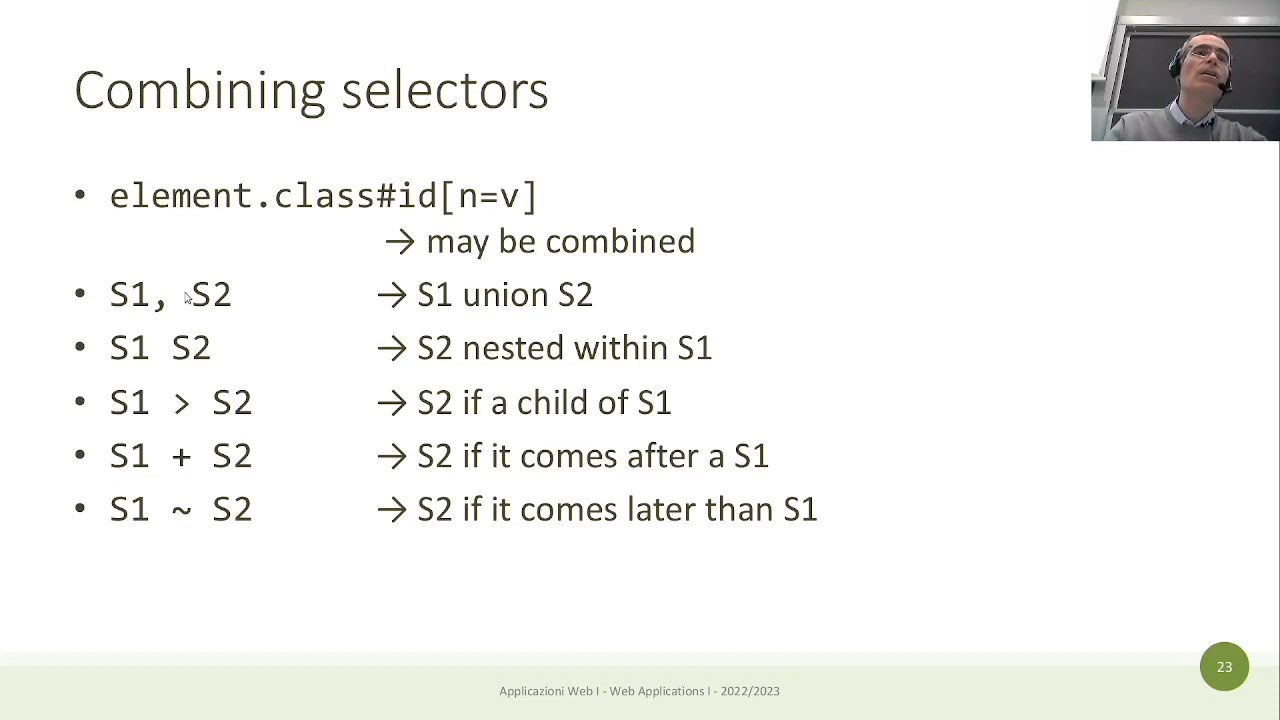 Combining selectors
• element.class#id[n=v]
→ may be combined
• S1, S2 → S1 union S2
• S1 S2 → S2 nested within S1
• S1 > S2 → S2 if a child of S1
• S1 + S2 → S2 if it comes after a S1
• S1 ~ S2 → S2 if it comes later than S1
23
Applicazioni Web I - Web Applications I - 2022/2023